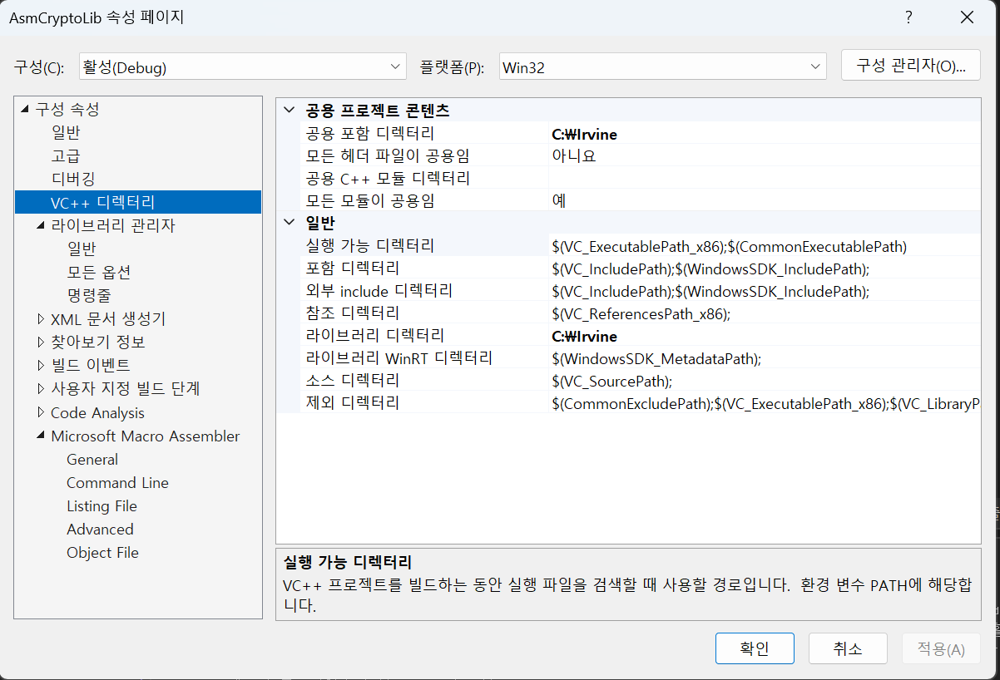 AsmCryptoLib 속성 페이지
?
구성(C): 활성(Debug) 플랫폼(P): Win32 구성 관리자(O)...
구성 속성
일반
고급
디버깅
VC++ 디렉터리
라이브러리 관리자
일반
모든 옵션
명령줄
XML 문서 생성기
찾아보기 정보
빌드 이벤트
사용자 지정 빌드 단계
Code Analysis
Microsoft Macro Assembler
General
Command Line
Listing File
Advanced
Object File
공용 프로젝트 콘텐츠
공용 포함 디렉터리 C:₩Irvine
모든 헤더 파일이 공용임 아니요
공용 C++ 모듈 디렉터리
모든 모듈이 공용임 예
일반
실행 가능 디렉터리 $(VC_ExecutablePath_x86);$(CommonExecutablePath)
포함 디렉터리 $(VC_IncludePath);$(WindowsSDK_IncludePath);
외부 include 디렉터리 $(VC_IncludePath);$(WindowsSDK_IncludePath);
참조 디렉터리 $(VC_ReferencesPath_x86);
라이브러리 디렉터리 C:₩Irvine
라이브러리 WinRT 디렉터리 $(WindowsSDK_MetadataPath);
소스 디렉터리 $(VC_SourcePath);
제외 디렉터리 $(CommonExcludePath);$(VC_ExecutablePath_x86);$(VC_LibraryP
실행 가능 디렉터리
VC++ 프로젝트를 빌드하는 동안 실행 파일을 검색할 때 사용할 경로입니다. 환경 변수 PATH에 해당합
니다.
확인 취소 적용(A)